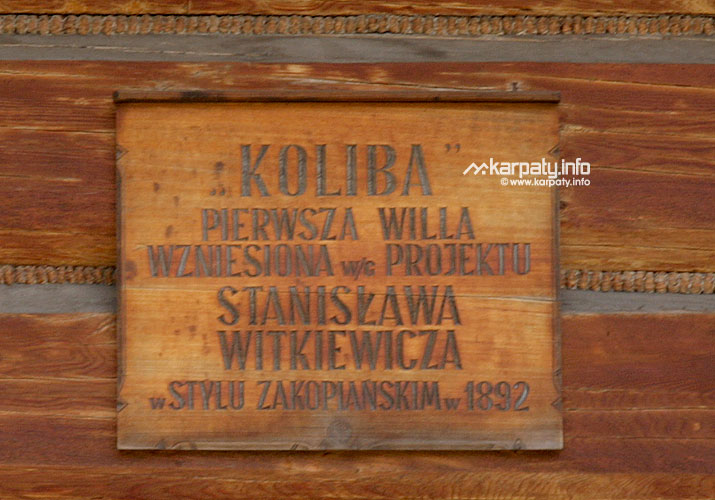 „KOLIBA”
karpaty.info
© www.karpaty.info
PIERWSZA WILLA
WZNIESIONA w/g PROJEKTU
STANISŁAWA
WITKIEWICZA
w STYLU ZAKOPIAŃSKIM w 1892